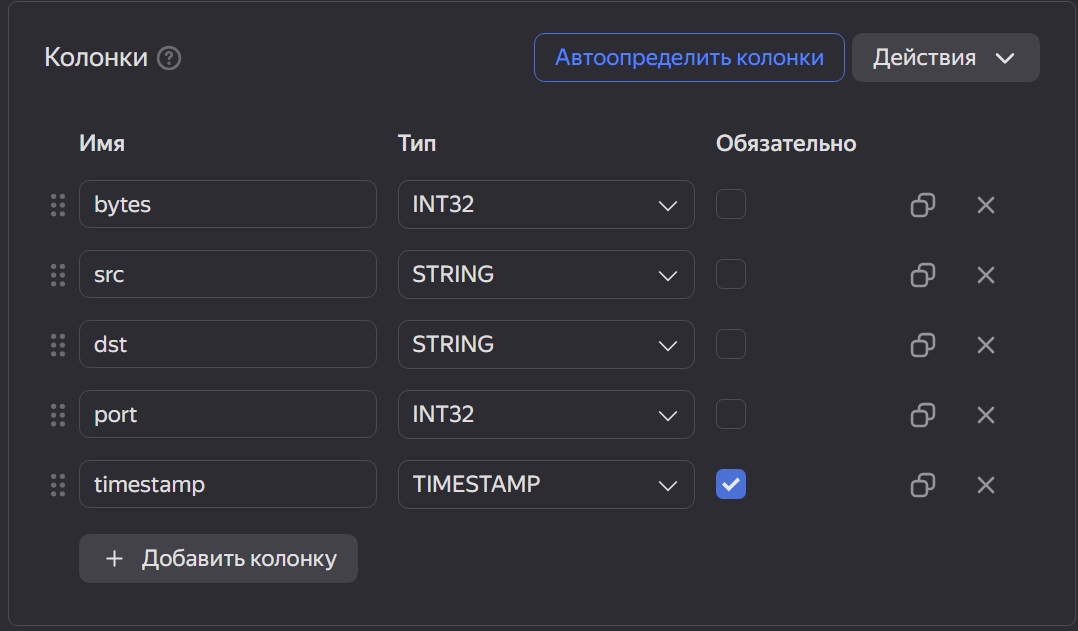 Колонки ? Автоопределить колонки Действия
Имя Тип Обязательно
bytes INT32
src STRING
dst STRING
port INT32
timestamp TIMESTAMP
+ Добавить колонку